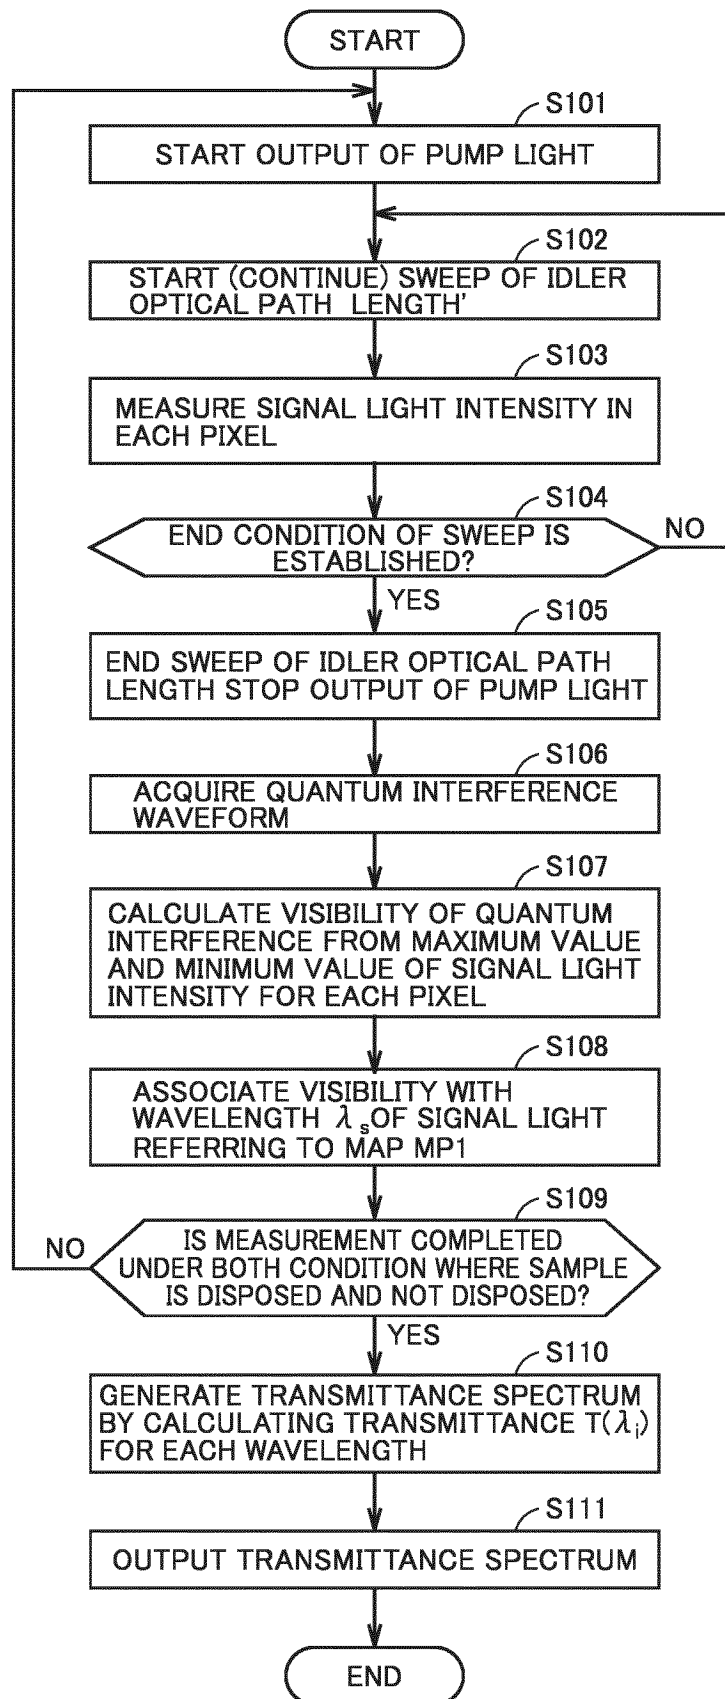 START
S101
START OUTPUT OF PUMP LIGHT
S102
START (CONTINUE) SWEEP OF IDLER
OPTICAL PATH LENGTH'
S103
MEASURE SIGNAL LIGHT INTENSITY IN
EACH PIXEL
S104
END CONDITION OF SWEEP IS
ESTABLISHED?
NO
YES
S105
END SWEEP OF IDLER OPTICAL PATH
LENGTH STOP OUTPUT OF PUMP LIGHT
S106
ACQUIRE QUANTUM INTERFERENCE
WAVEFORM
S107
CALCULATE VISIBILITY OF QUANTUM
INTERFERENCE FROM MAXIMUM VALUE
AND MINIMUM VALUE OF SIGNAL LIGHT
INTENSITY FOR EACH PIXEL
S108
ASSOCIATE VISIBILITY WITH
WAVELENGTH λs OF SIGNAL LIGHT
REFERRING TO MAP MP1
S109
NO
IS MEASUREMENT COMPLETED
UNDER BOTH CONDITION WHERE SAMPLE
IS DISPOSED AND NOT DISPOSED?
YES
S110
GENERATE TRANSMITTANCE SPECTRUM
BY CALCULATING TRANSMITTANCE T(λi)
FOR EACH WAVELENGTH
S111
OUTPUT TRANSMITTANCE SPECTRUM
END